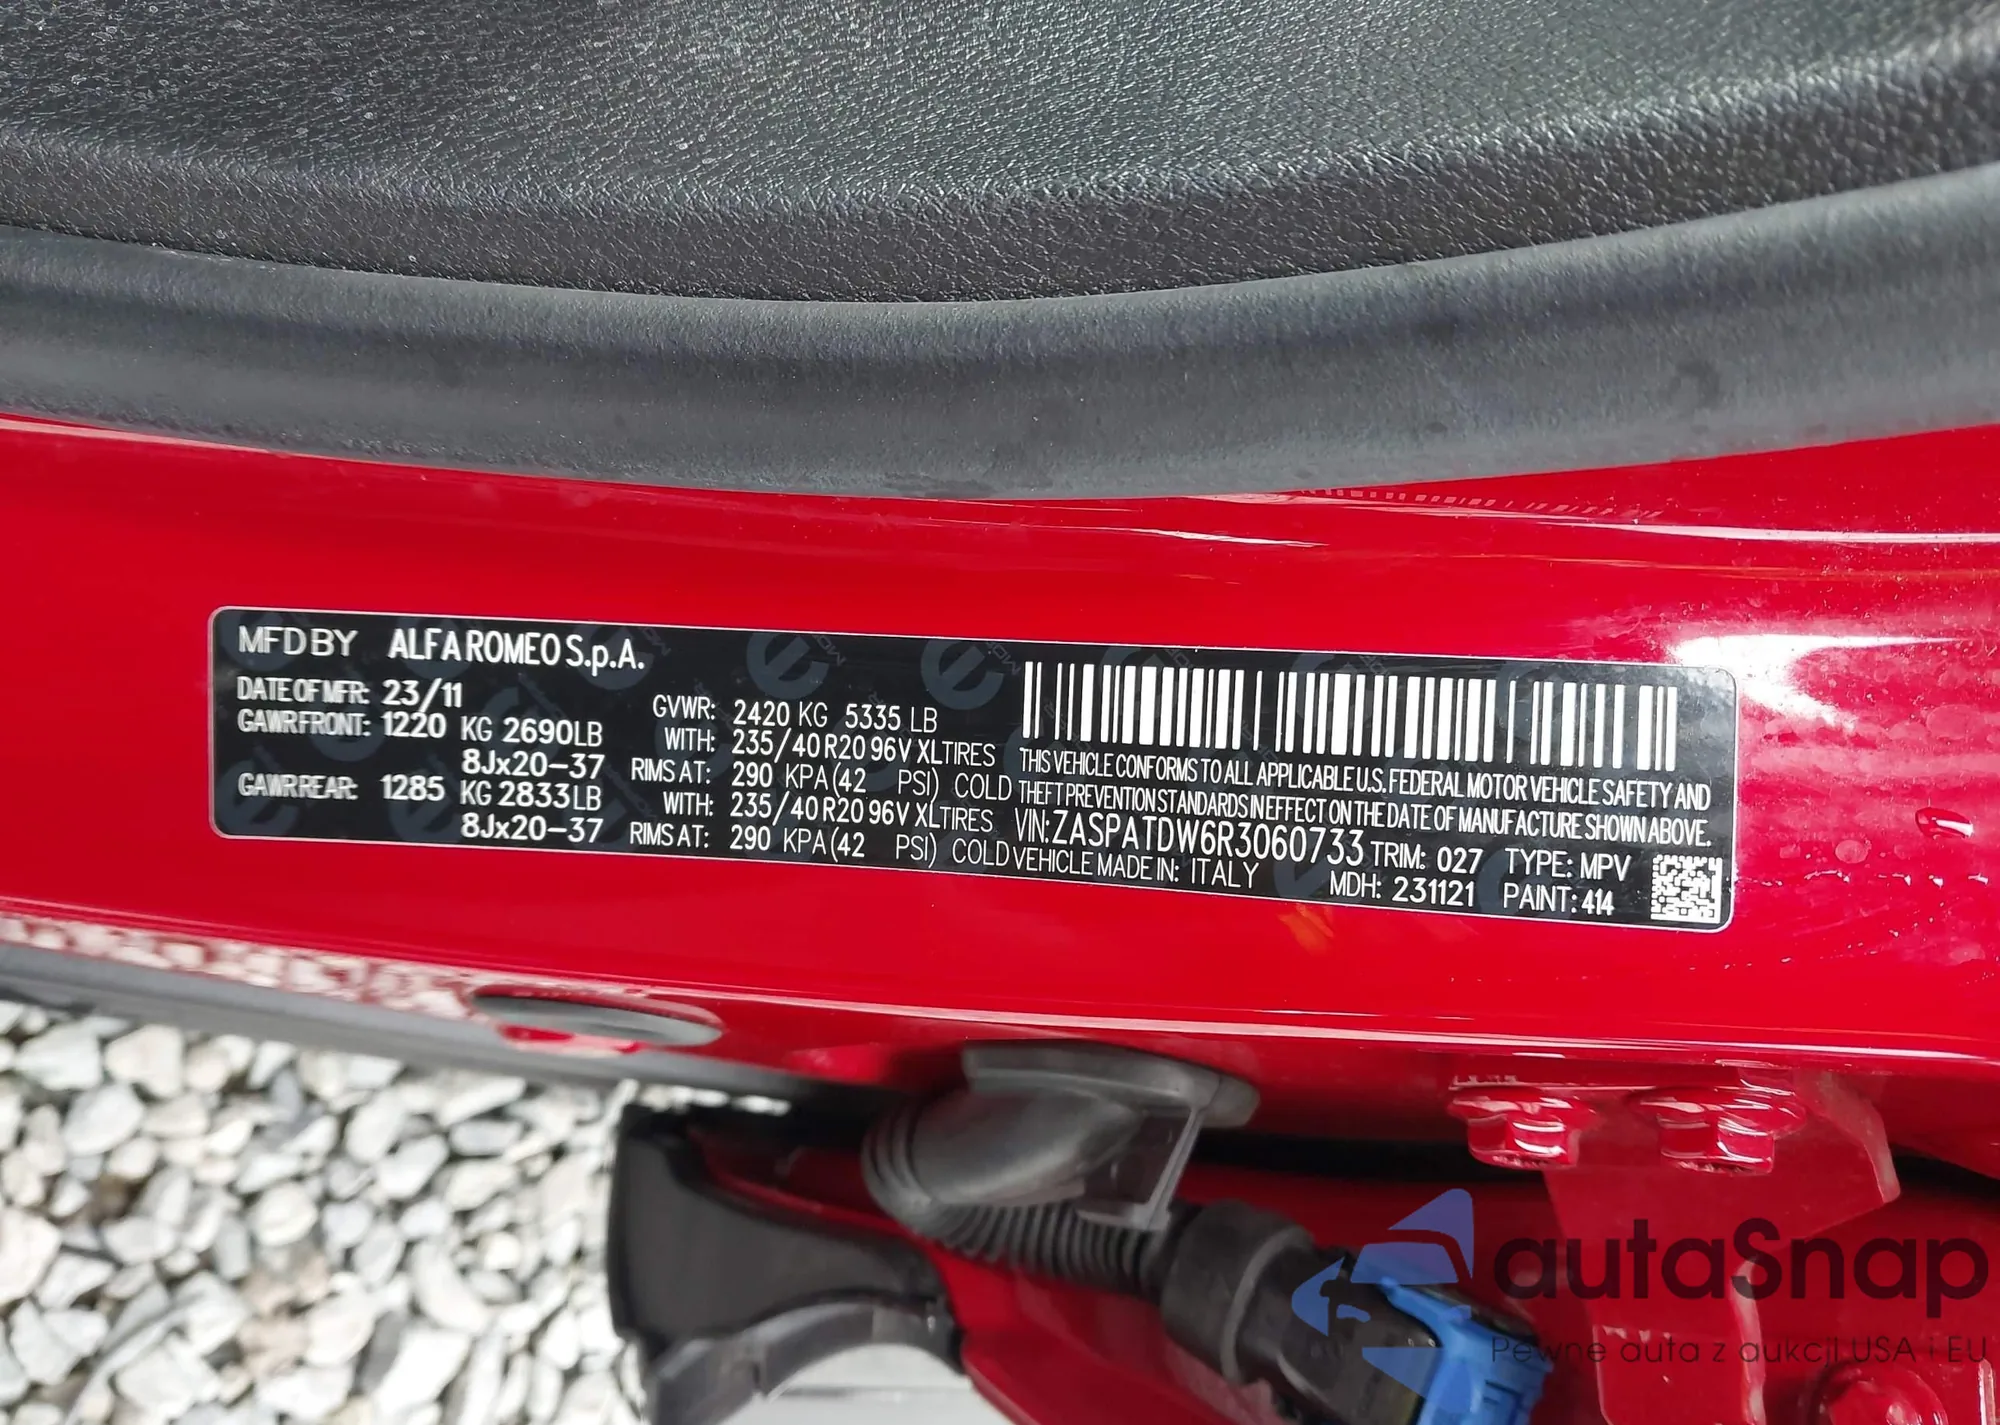 MFD BY ALFA ROMEO S.p.A.
DATE OF MFR: 23/11
GAWR FRONT: 1220 KG 2690 LB
8Jx20-37
GAWR REAR: 1285 KG 2833 LB
8Jx20-37
GVWR: 2420 KG 5335 LB
WITH: 235/40 R20 96V XL TIRES
RIMS AT: 290 KPA (42 PSI) COLD
WITH: 235/40 R20 96V XL TIRES
RIMS AT: 290 KPA (42 PSI) COLD
THIS VEHICLE CONFORMS TO ALL APPLICABLE U.S. FEDERAL MOTOR VEHICLE SAFETY AND
THEFT PREVENTION STANDARDS IN EFFECT ON THE DATE OF MANUFACTURE SHOWN ABOVE.
VIN: ZASPATDW6R3060733 TRIM: 027 TYPE: MPV
VEHICLE MADE IN: ITALY MDH: 231121 PAINT: 414
autaSnap
Pewne auta z aukcji USA i EU